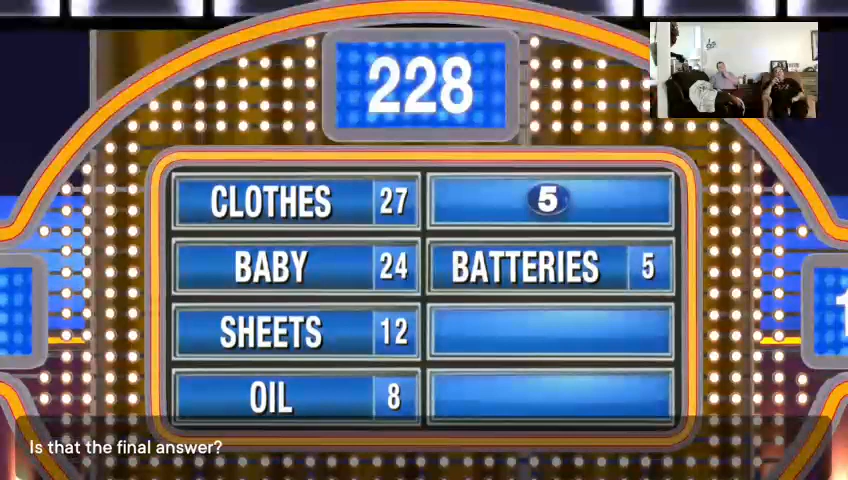 228
CLOTHES 27
5
BABY 24
BATTERIES 5
SHEETS 12
OIL 8
Is that the final answer?